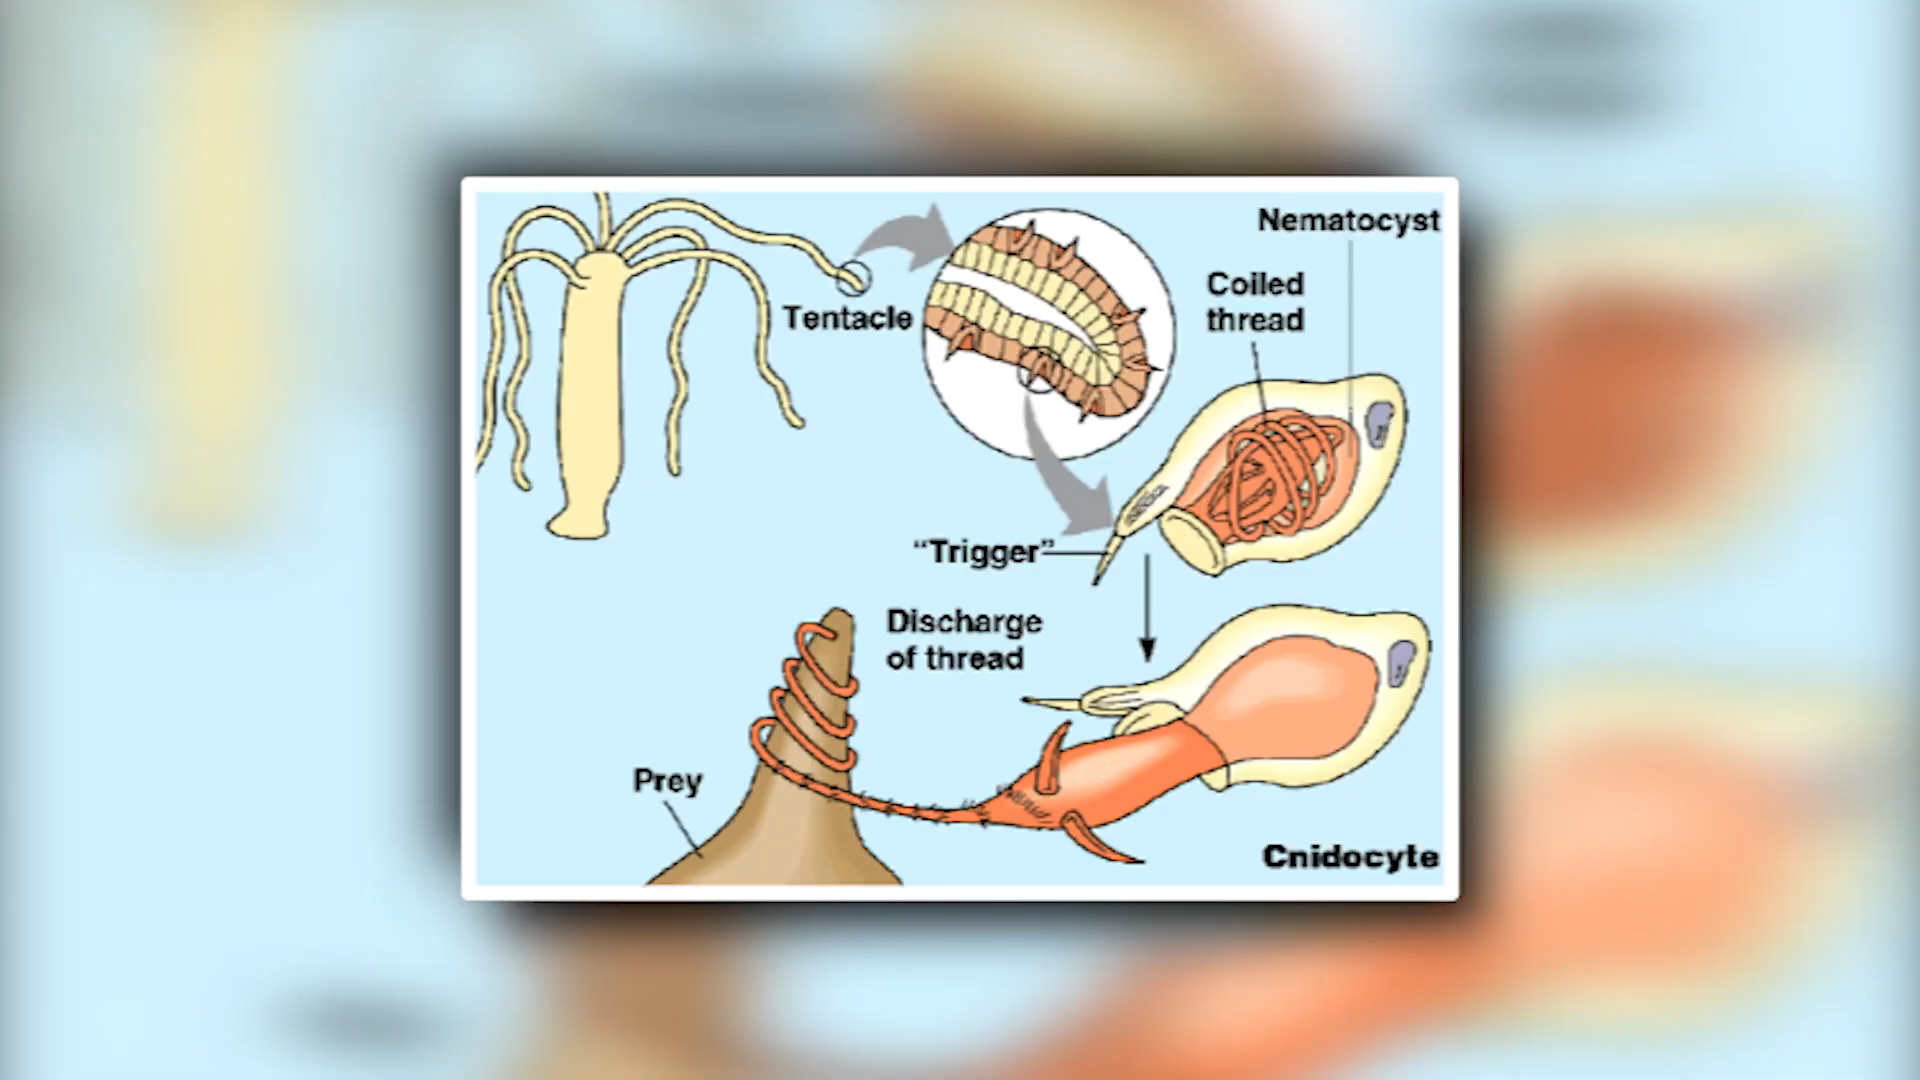 Nematocyst
Coiled
thread
Tentacle
“Trigger”
Discharge
of thread
Prey
Cnidocyte